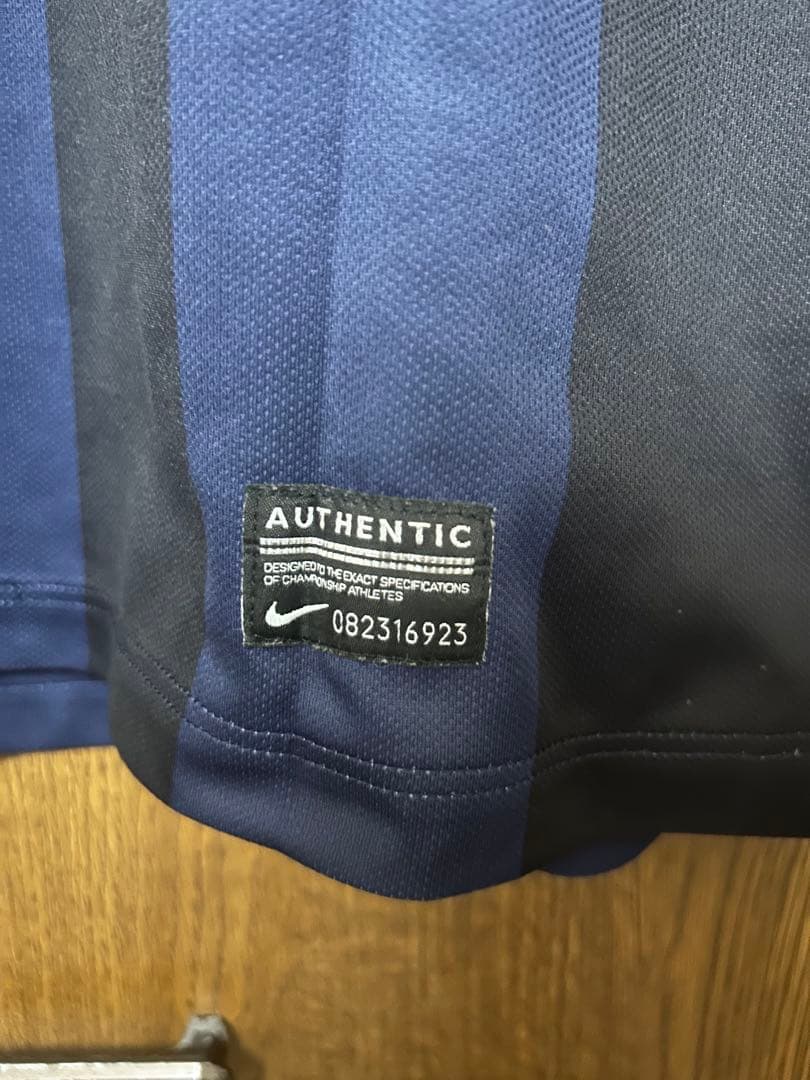 AUTHENTIC
DESIGNED TO THE EXACT SPECIFICATIONS
OF CHAMPIONSHIP ATHLETES
082316923